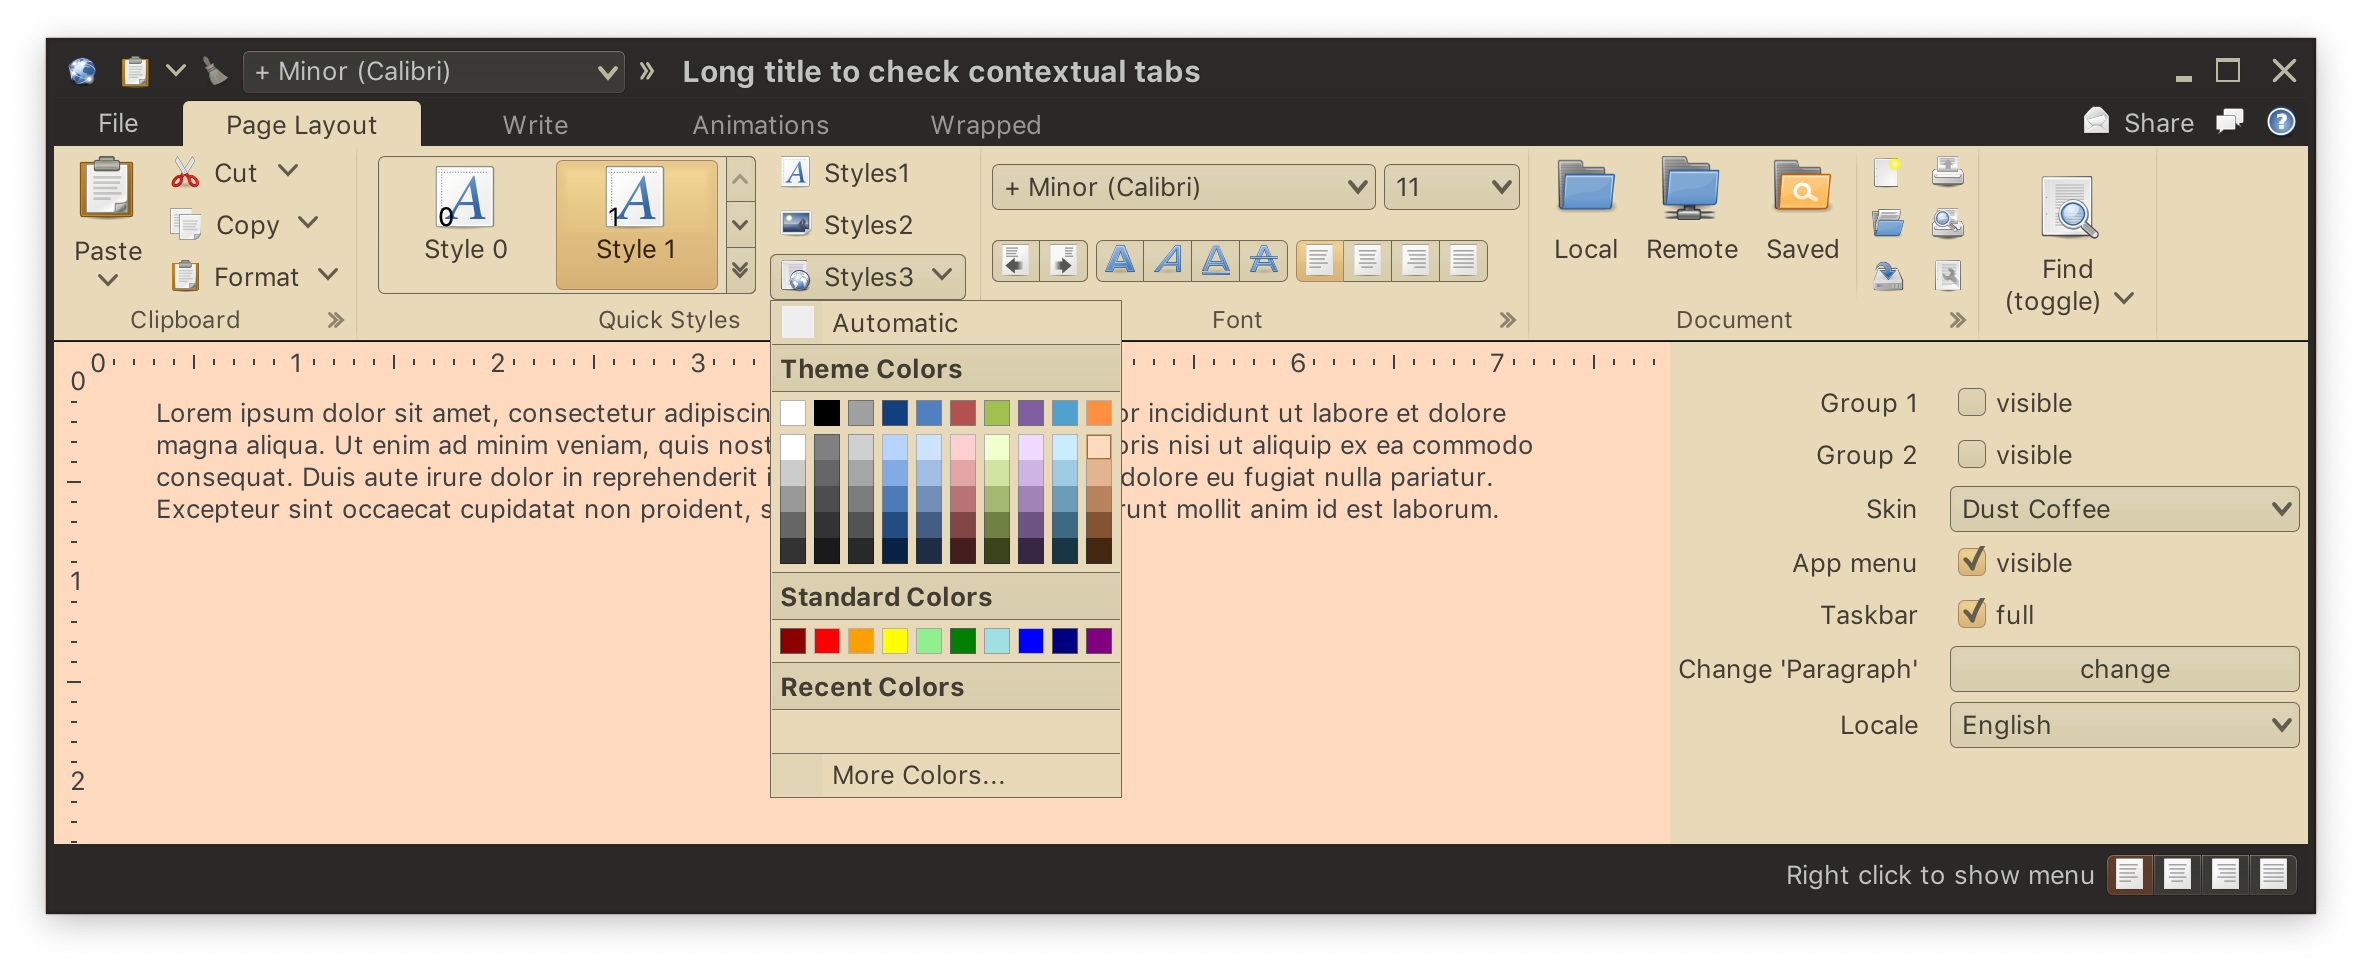 + Minor (Calibri)
Long title to check contextual tabs
File
Page Layout
Write
Animations
Wrapped
Share
Paste
Cut
Copy
Format
Clipboard
0
Style 0
1
Style 1
Styles1
Styles2
Styles3
Quick Styles
+ Minor (Calibri)
11
Font
Local
Remote
Saved
Document
Find
(toggle)
0 1 2 3 6 7
0
1
2
Lorem ipsum dolor sit amet, consectetur adipiscin
or incididunt ut labore et dolore
magna aliqua. Ut enim ad minim veniam, quis nost
oris nisi ut aliquip ex ea commodo
consequat. Duis aute irure dolor in reprehenderit i
dolore eu fugiat nulla pariatur.
Excepteur sint occaecat cupidatat non proident, s
runt mollit anim id est laborum.
Automatic
Theme Colors
Standard Colors
Recent Colors
More Colors...
Group 1 visible
Group 2 visible
Skin Dust Coffee
App menu visible
Taskbar full
Change 'Paragraph' change
Locale English
Right click to show menu